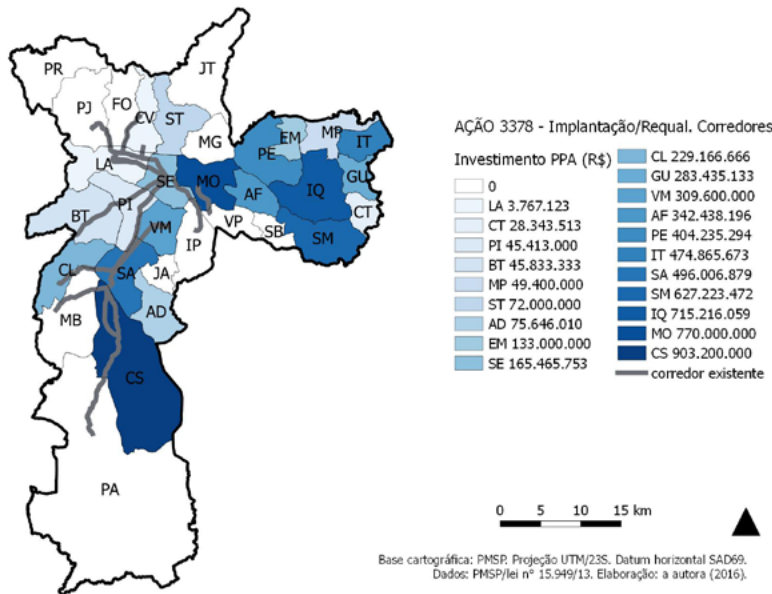 PR
JT
PJ
FO
CV
ST
MG
LA
SE
MO
PE
EM
MP
IT
IQ
GU
AF
CT
BT
PI
VM
IP
VP
SB
SM
CL
SA
JA
MB
AD
CS
PA
AÇÃO 3378 - Implantação/Requal. Corredores
Investimento PPA (R$)
0
LA 3.767.123
CT 28.343.513
PI 45.413.000
BT 45.833.333
MP 49.400.000
ST 72.000.000
AD 75.646.010
EM 133.000.000
SE 165.465.753
CL 229.166.666
GU 283.435.133
VM 309.600.000
AF 342.438.196
PE 404.235.294
IT 474.865.673
SA 496.006.879
SM 627.223.472
IQ 715.216.059
MO 770.000.000
CS 903.200.000
corredor existente
0 5 10 15 km
Base cartográfica: PMSP. Projeção UTM/23S. Datum horizontal SAD69.
Dados: PMSP/lei n° 15.949/13. Elaboração: a autora (2016).